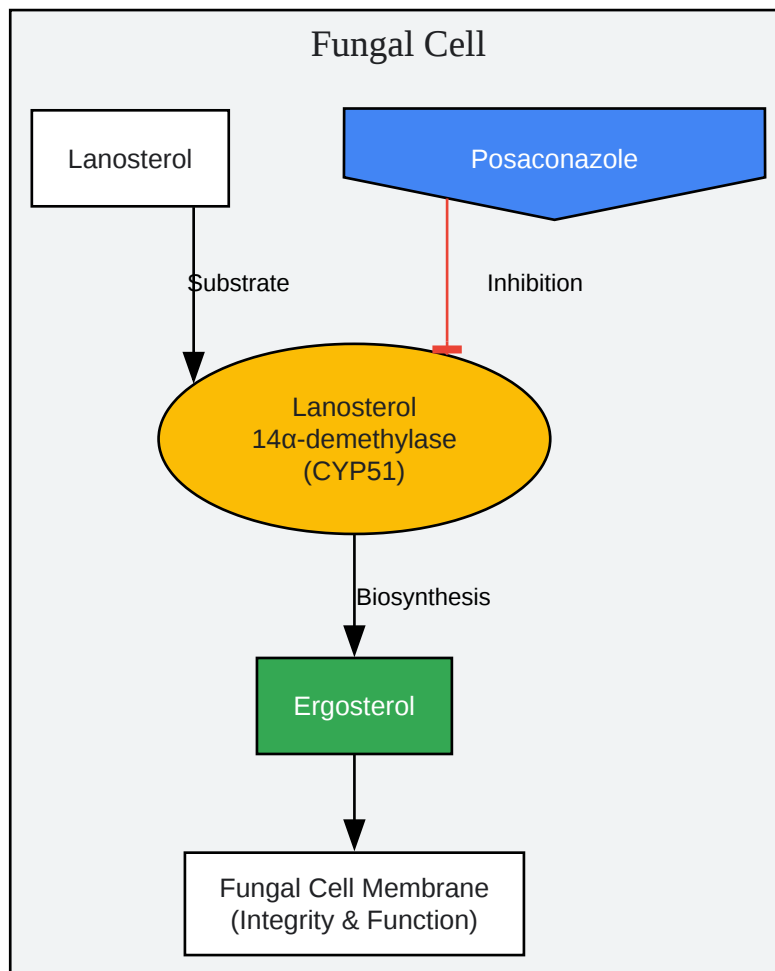 Fungal Cell
Lanosterol
Posaconazole
Substrate
Inhibition
Lanosterol
14α-demethylase
(CYP51)
Biosynthesis
Ergosterol
Fungal Cell Membrane
(Integrity & Function)